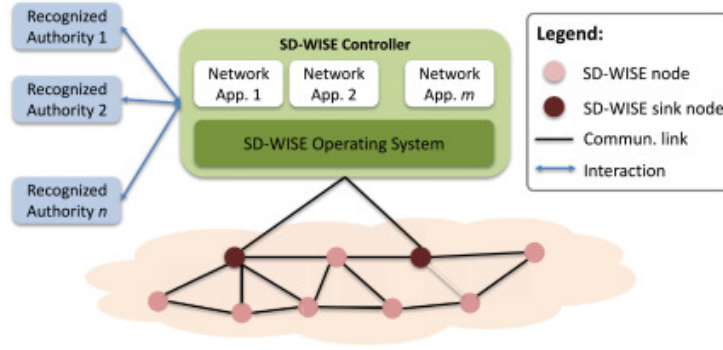 Recognized
Authority 1
Recognized
Authority 2
Recognized
Authority n
SD-WISE Controller
Network
App. 1
Network
App. 2
Network
App. m
SD-WISE Operating System
Legend:
SD-WISE node
SD-WISE sink node
Commun. link
Interaction